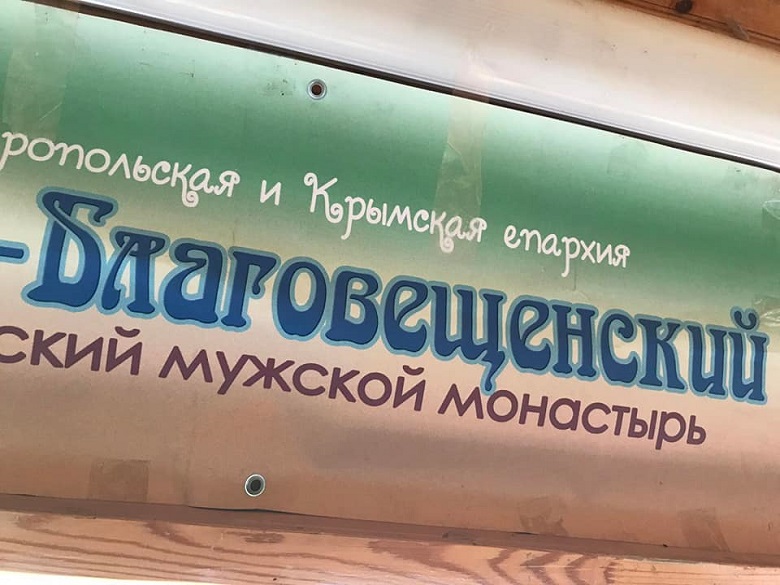 ропольская и Крымская епархия
-Благовещенский
ский мужской монастырь